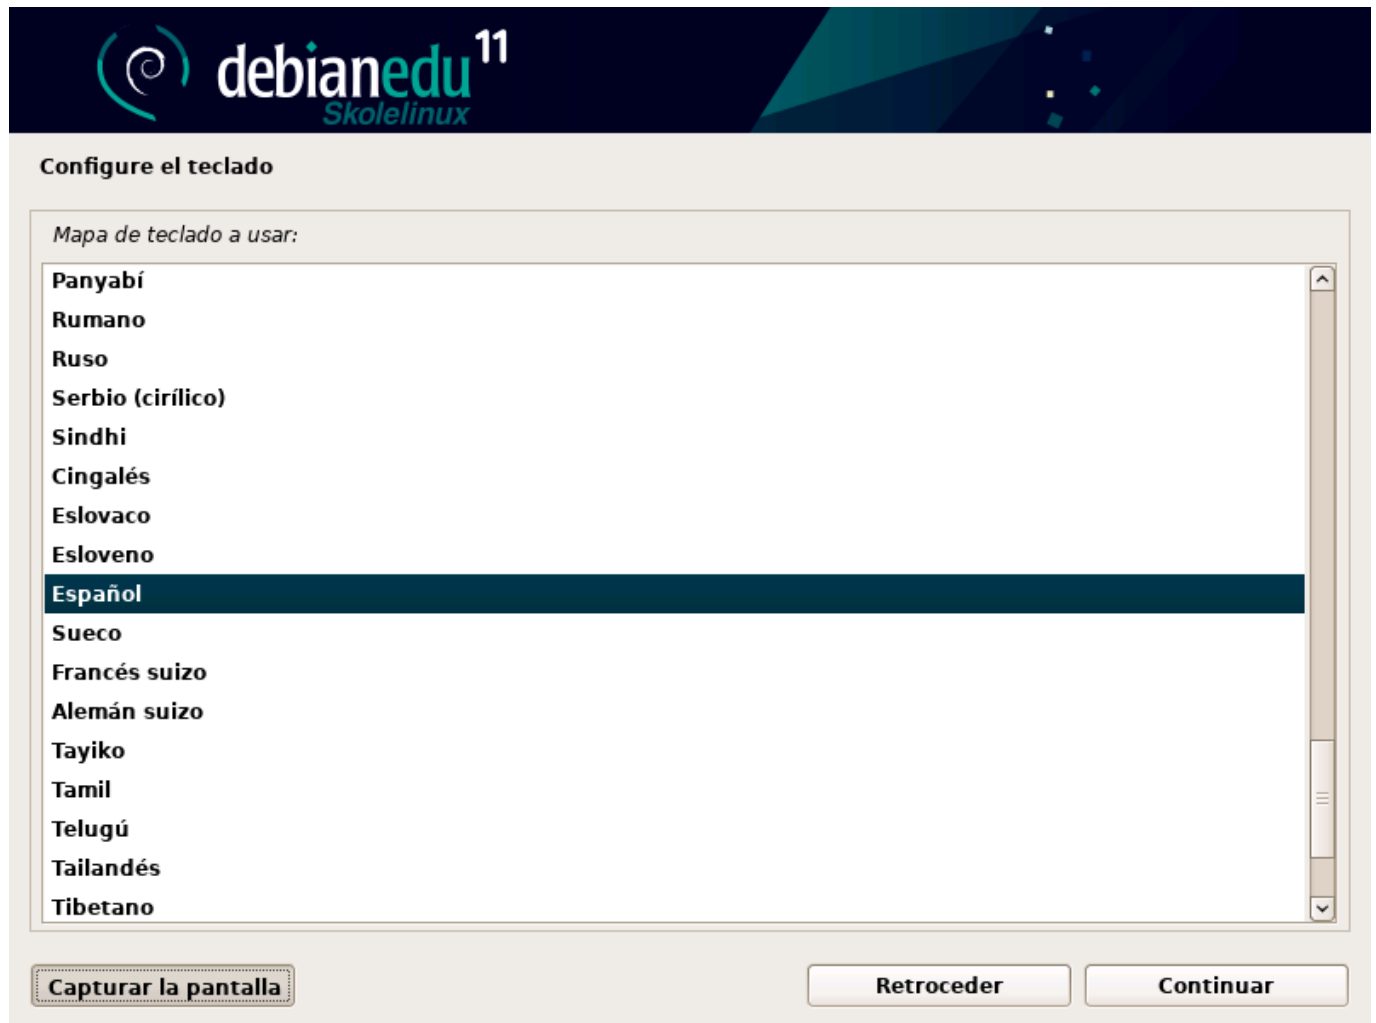 debianedu 11
Skolelinux
Configure el teclado
Mapa de teclado a usar:
Panyabí
Rumano
Ruso
Serbio (cirílico)
Sindhi
Cingalés
Eslovaco
Esloveno
Español
Sueco
Francés suizo
Alemán suizo
Tayiko
Tamil
Telugú
Tailandés
Tibetano
Capturar la pantalla
Retroceder
Continuar